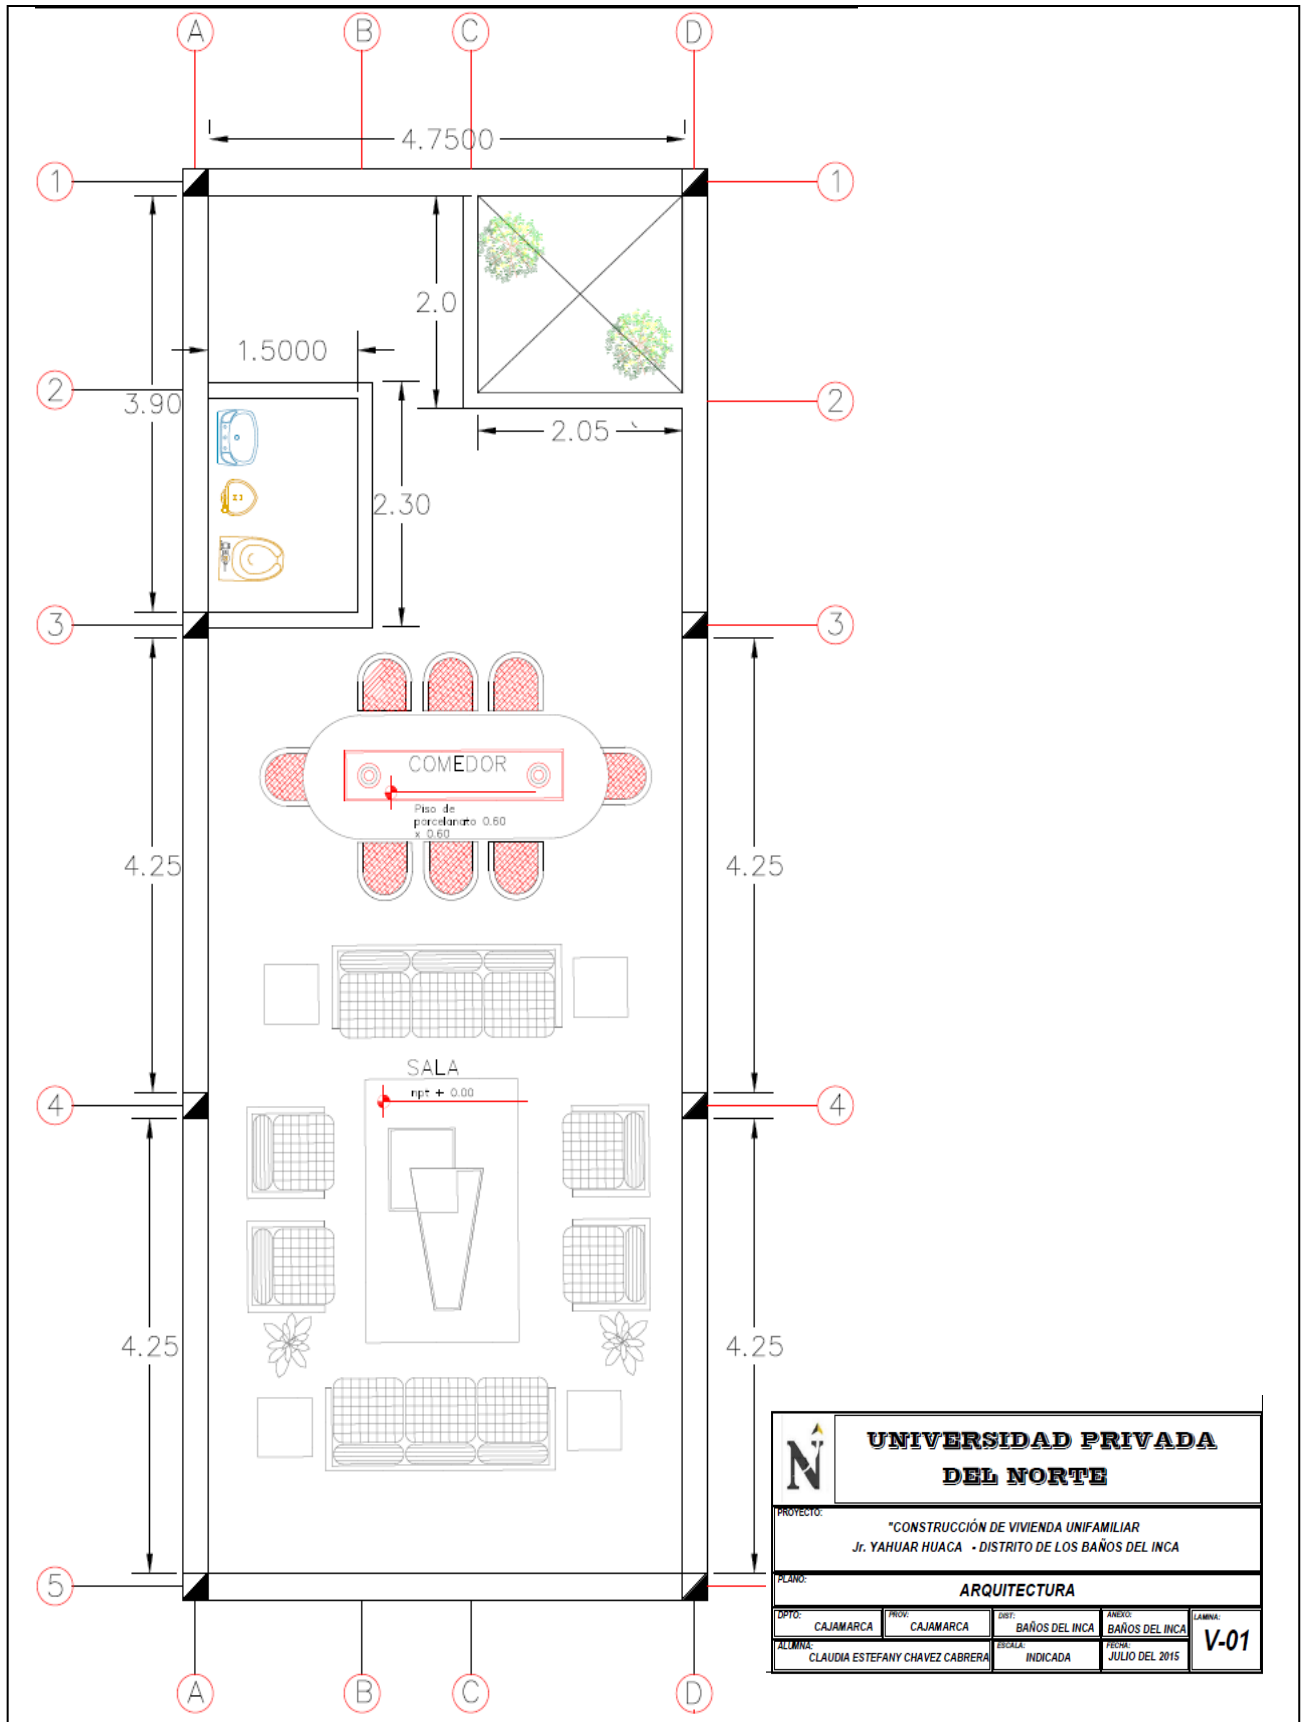 A B C D
4.7500
1 1
2.0
1.5000
2 2
3.90
2.05
2.30
3 3
COMEDOR
Piso de
porcelanato 0.60
x 0.60
4.25 4.25
SALA
npt + 0.00
4 4
4.25 4.25
5
A B C D
N
UNIVERSIDAD PRIVADA
DEL NORTE
PROYECTO:
"CONSTRUCCIÓN DE VIVIENDA UNIFAMILIAR
Jr. YAHUAR HUACA - DISTRITO DE LOS BAÑOS DEL INCA
PLANO:
ARQUITECTURA
DPTO: CAJAMARCA PROV: CAJAMARCA DIST: BAÑOS DEL INCA ANEXO: BAÑOS DEL INCA LAMINA: V-01
ALUMNA: CLAUDIA ESTEFANY CHAVEZ CABRERA ESCALA: INDICADA FECHA: JULIO DEL 2015